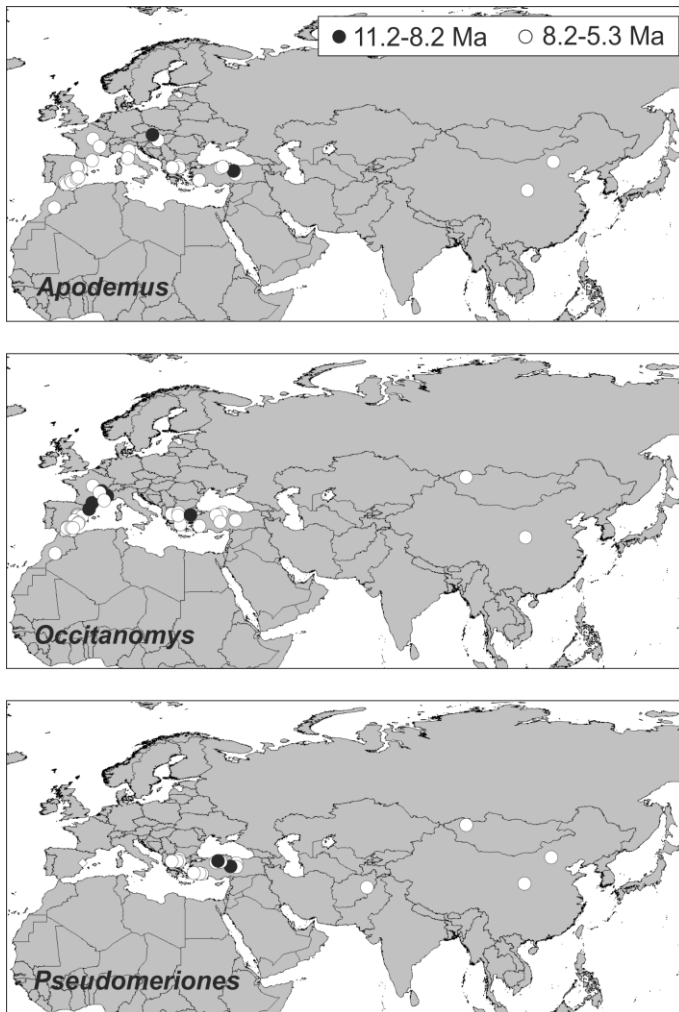 ● 11.2-8.2 Ma ○ 8.2-5.3 Ma
Apodemus
Occitanomys
Pseudomeriones